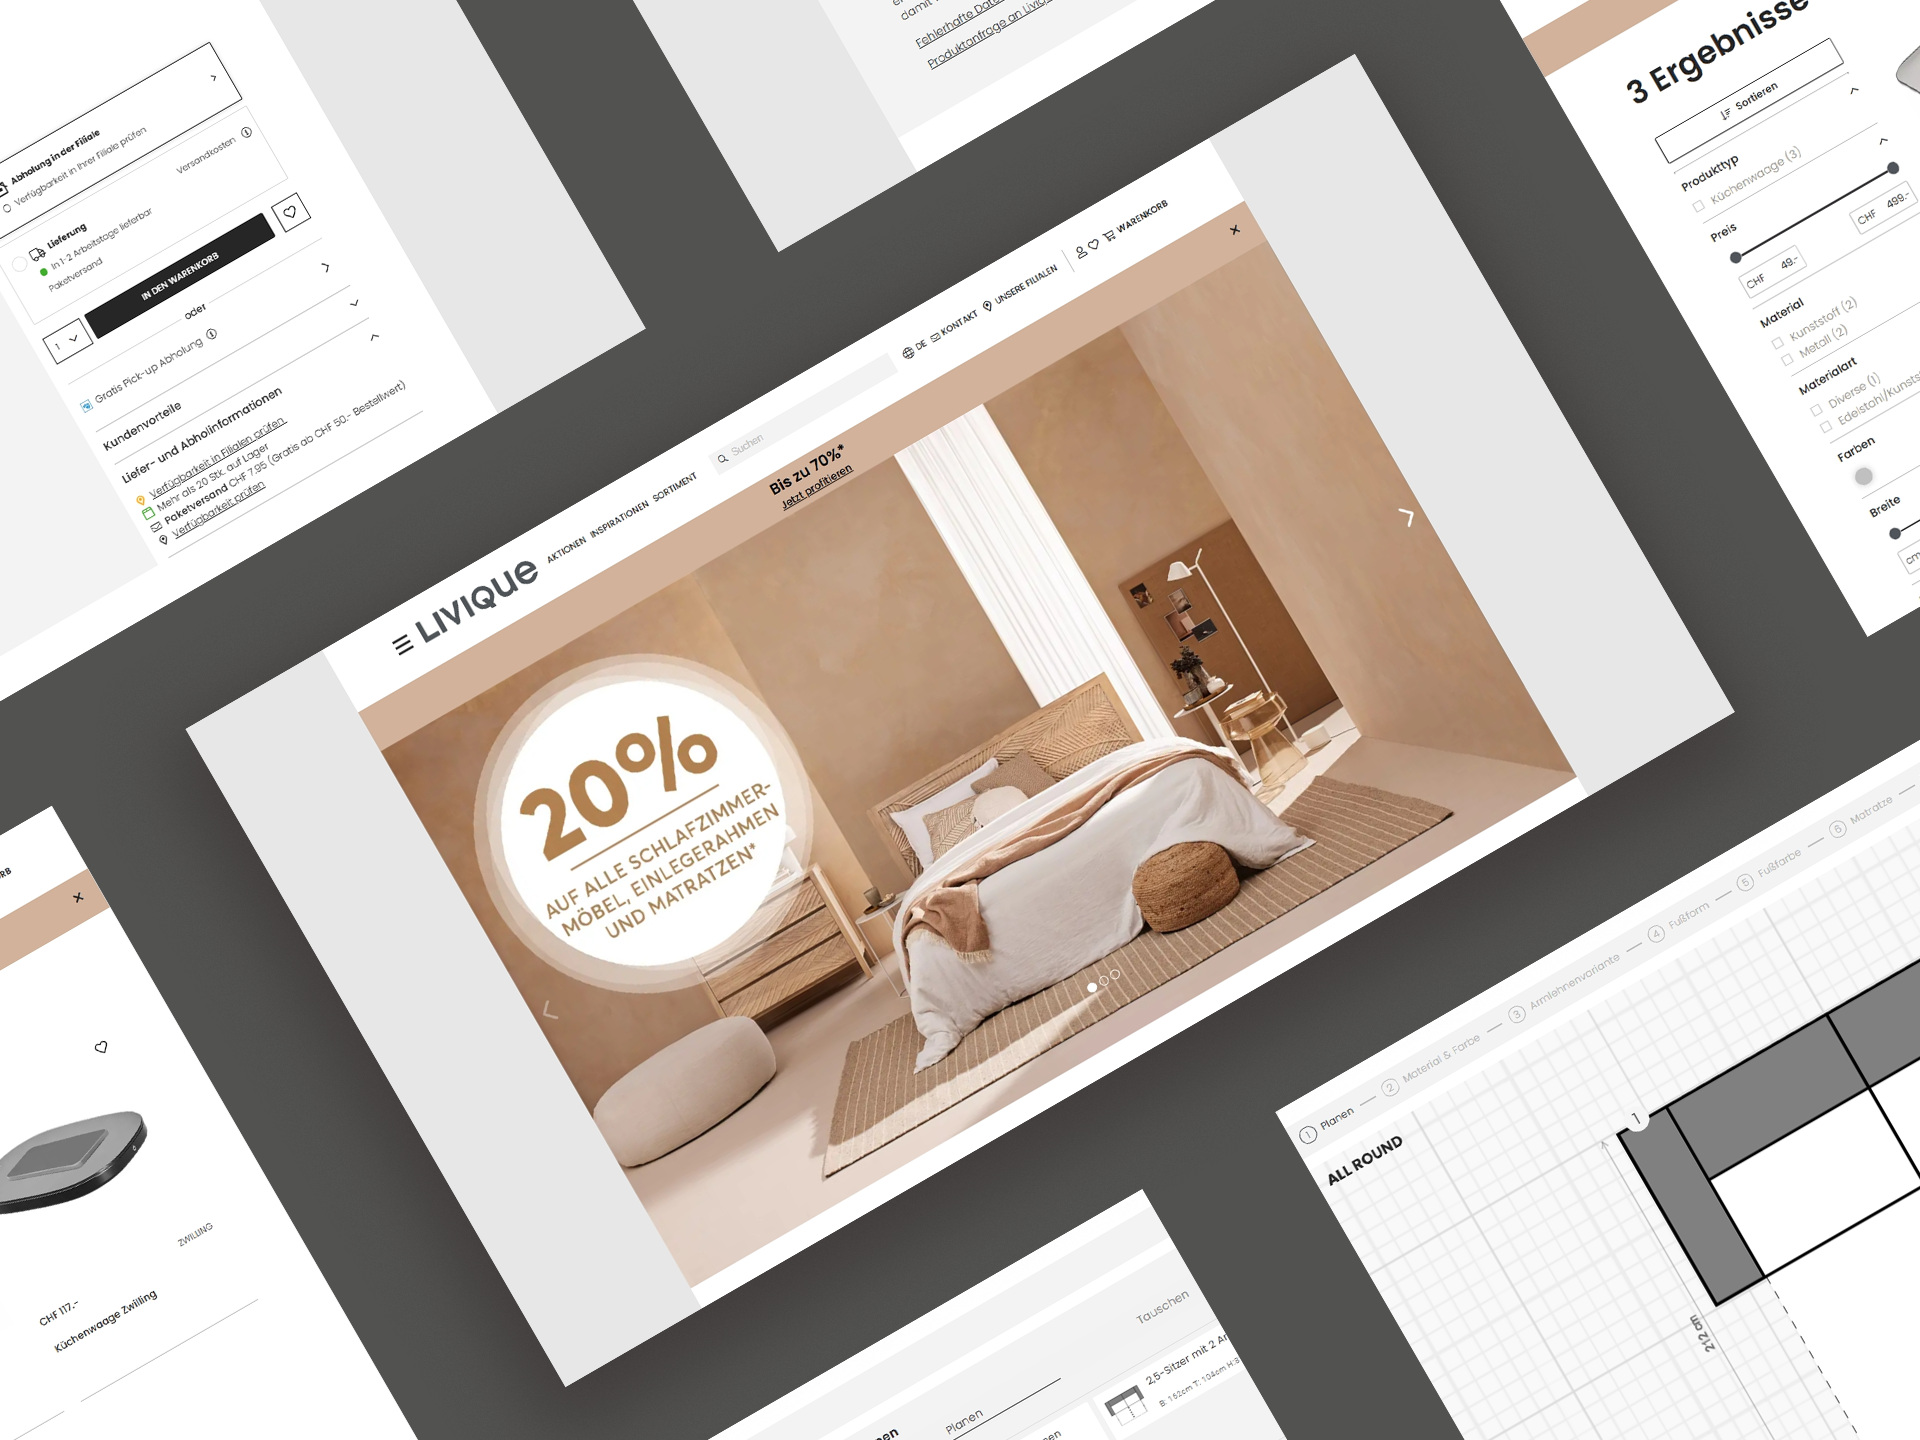 Abholung in der Filiale
Verfügbarkeit in Ihrer Filiale prüfen
Versandkosten
Lieferung
In 1-2 Arbeitstage lieferbar
Paketversand
1
IN DEN WARENKORB
oder
Gratis Pick-up Abholung
Kundenvorteile
Liefer- und Abholinformationen
Verfügbarkeit in Filialen prüfen
Mehr als 20 Stk. auf Lager
Paketversand CHF 7.95 (Gratis ab CHF 50.- Bestellwert)
Verfügbarkeit prüfen
damit
Fehlerhafte
Produktanfrage an
3 Ergebnisse
Sortieren
Produkttyp
Küchenwaage (3)
Preis
CHF 49.-
CHF 499.-
Material
Kunststoff (2)
Metall (2)
Materialart
Diverse (1)
Farben
Breite
cm
LIVIQUE
AKTIONEN INSPIRATIONEN SORTIMENT
Suchen
DE KONTAKT UNSERE FILIALEN
WARENKORB
Bis zu 70%*
Jetzt profitieren
20%
AUF ALLE SCHLAFZIMMER-
MÖBEL, EINLEGERAHMEN
UND MATRATZEN*
ZWILLING
CHF 117.-
Küchenwaage Zwilling
Tauschen
Planen
2,5-Sitzer mit 2
B: 152cm T: 104cm
1 Planen
2 Material & Farbe
3 Armlehnenvariante
4 Fußform
5 Fußfarbe
6 Matratze
ALL ROUND
1
212 cm